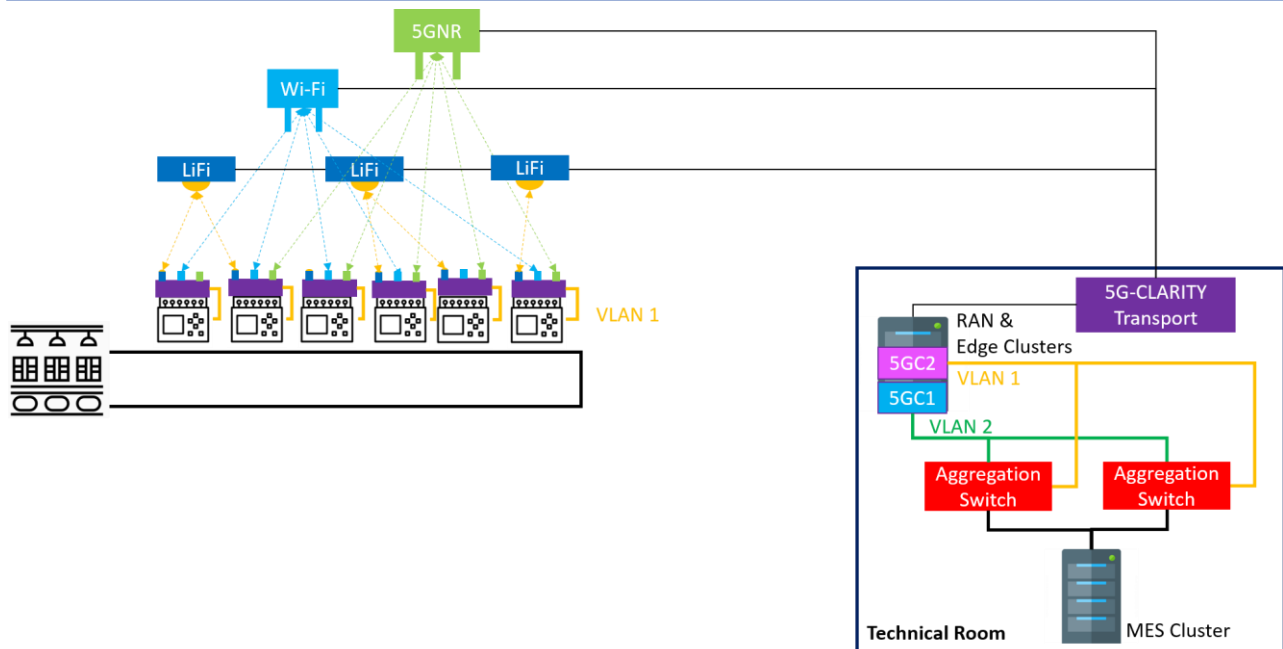 5GNR
Wi-Fi
LiFi
LiFi
LiFi
VLAN 1
5G-CLARITY
Transport
RAN &
Edge Clusters
5GC2
VLAN 1
5GC1
VLAN 2
Aggregation
Switch
Aggregation
Switch
Technical Room
MES Cluster